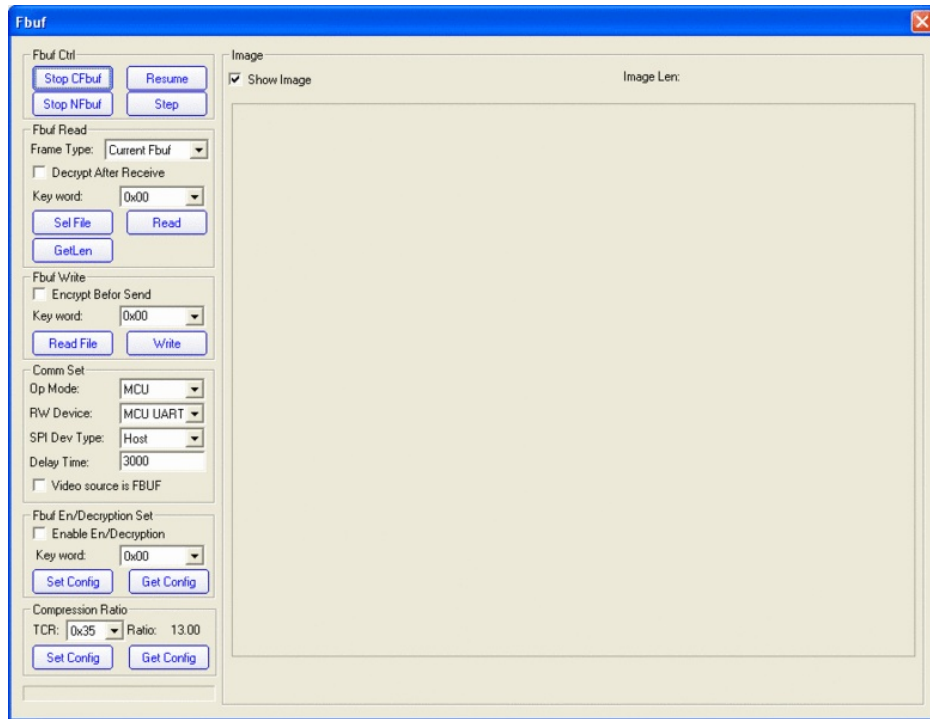 Fbuf
Fbuf Ctrl
Stop CFbuf Resume
Stop NFbuf Step
Fbuf Read
Frame Type: Current Fbuf
Decrypt After Receive
Key word: 0x00
Sel File Read
GetLen
Fbuf Write
Encrypt Befor Send
Key word: 0x00
Read File Write
Comm Set
Op Mode: MCU
RW Device: MCU UART
SPI Dev Type: Host
Delay Time: 3000
Video source is FBUF
Fbuf En/Decryption Set
Enable En/Decryption
Key word: 0x00
Set Config Get Config
Compression Ratio
TCR: 0x35 Ratio: 13.00
Set Config Get Config
Image
Show Image Image Len: